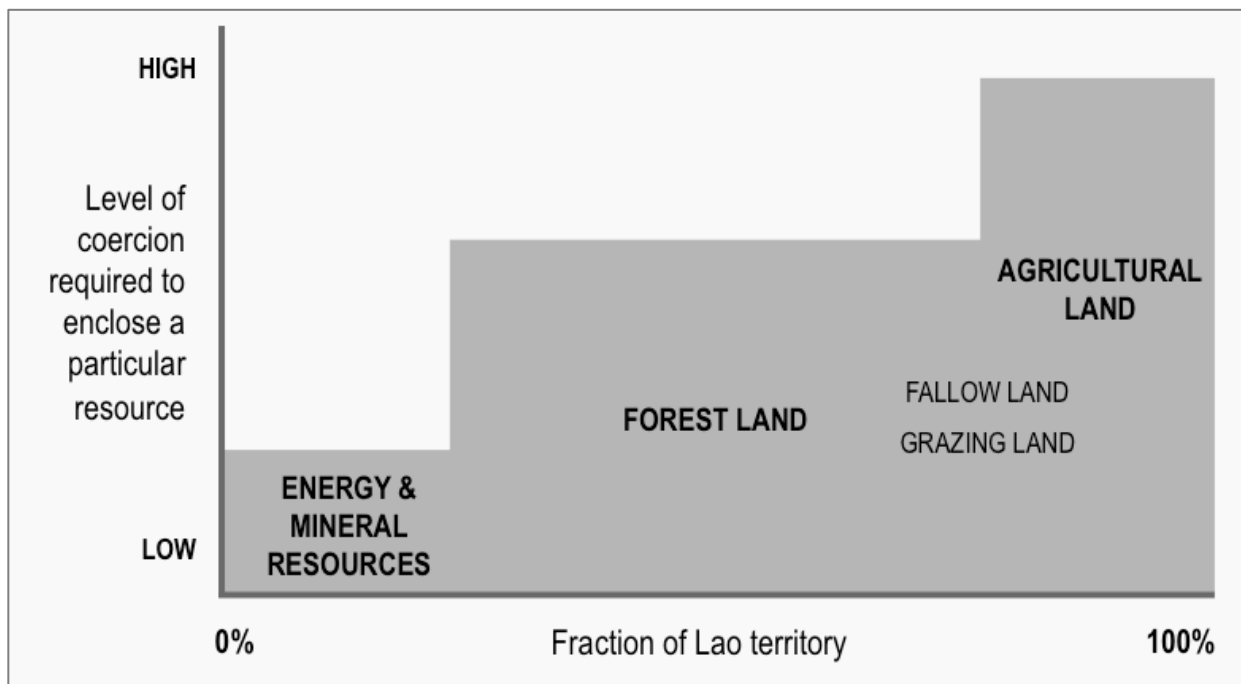 HIGH
Level of
coercion
required to
enclose a
particular
resource
LOW
ENERGY &
MINERAL
RESOURCES
FOREST LAND
AGRICULTURAL
LAND
FALLOW LAND
GRAZING LAND
0%
Fraction of Lao territory
100%